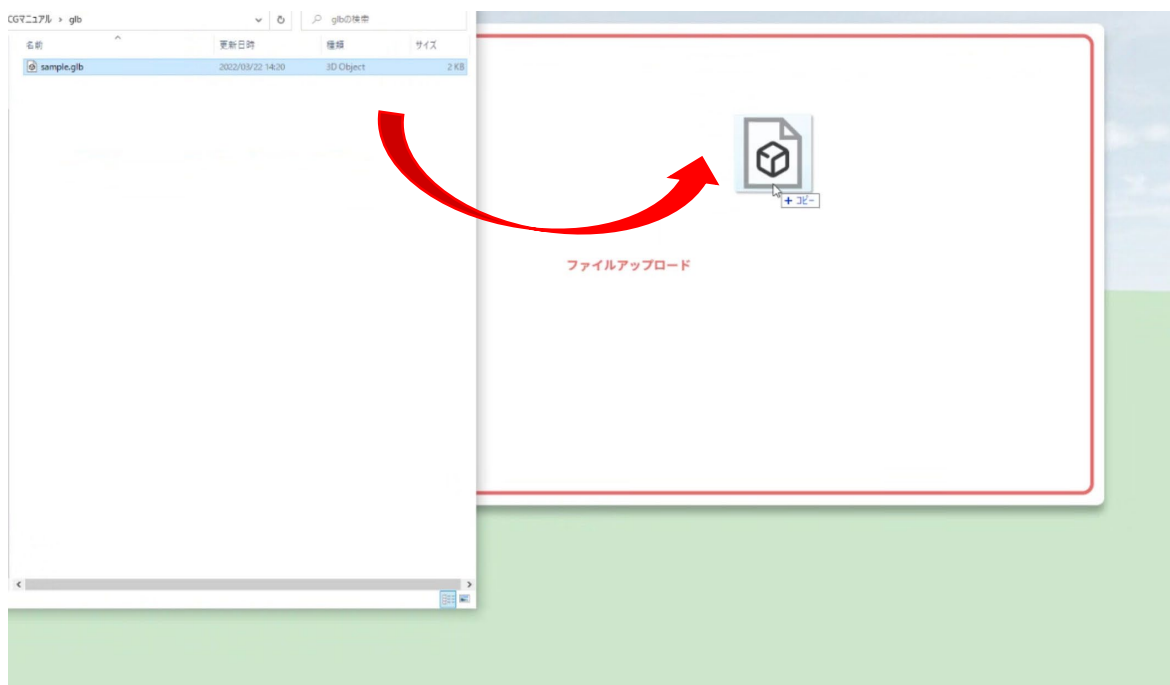 CGマニュアル › glb
glbの検索
名前 更新日時 種類 サイズ
sample.glb 2022/03/22 14:20 3D Object 2 KB
+ コピー
ファイルアップロード